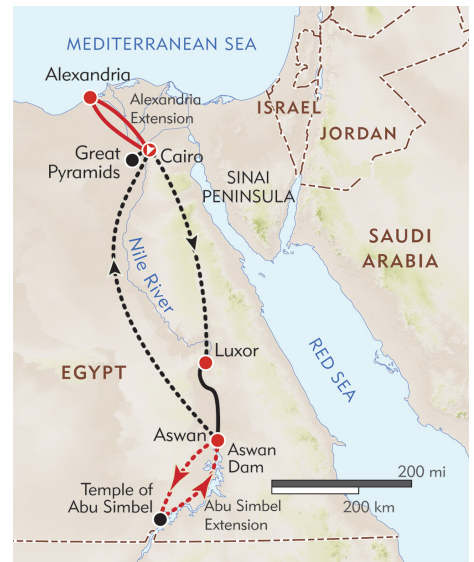 MEDITERRANEAN SEA
Alexandria
Alexandria
Extension
ISRAEL
JORDAN
Great
Pyramids
Cairo
SINAI
PENINSULA
SAUDI
ARABIA
Nile River
RED SEA
Luxor
EGYPT
Aswan
Aswan
Dam
Temple of
Abu Simbel
Abu Simbel
Extension
200 mi
200 km